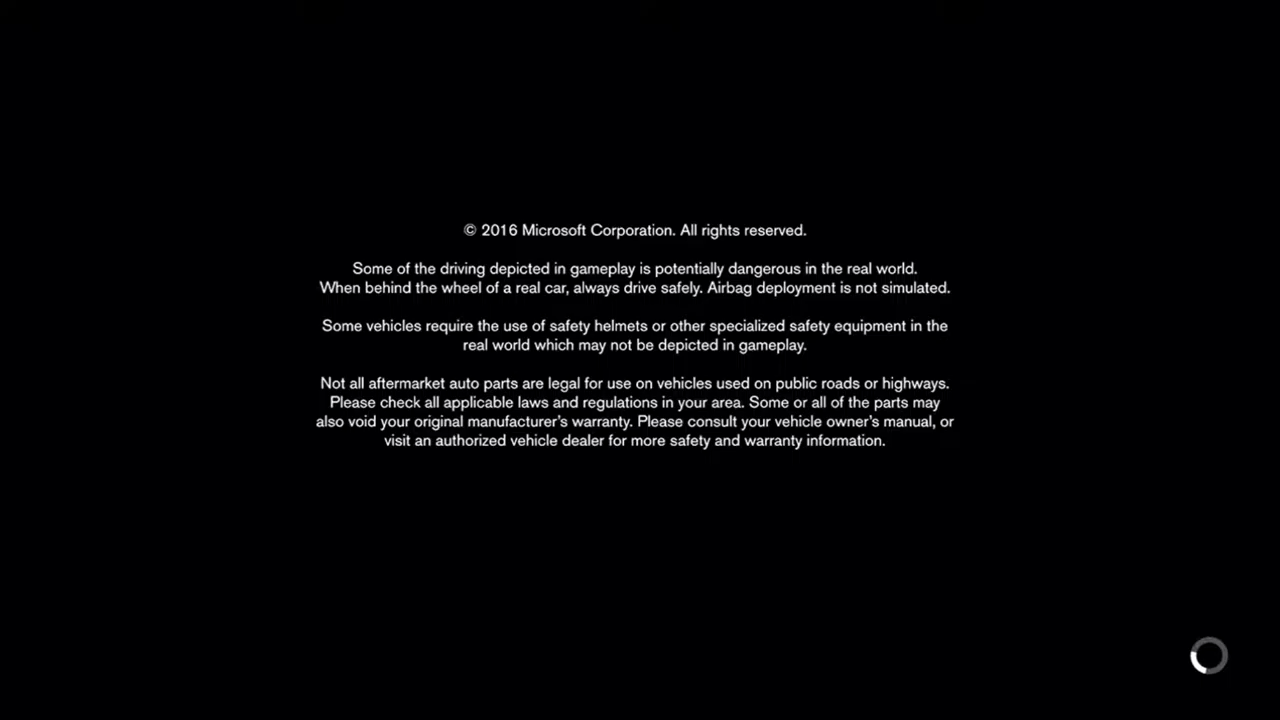 © 2016 Microsoft Corporation. All rights reserved.
Some of the driving depicted in gameplay is potentially dangerous in the real world.
When behind the wheel of a real car, always drive safely. Airbag deployment is not simulated.
Some vehicles require the use of safety helmets or other specialized safety equipment in the
real world which may not be depicted in gameplay.
Not all aftermarket auto parts are legal for use on vehicles used on public roads or highways.
Please check all applicable laws and regulations in your area. Some or all of the parts may
also void your original manufacturer's warranty. Please consult your vehicle owner's manual, or
visit an authorized vehicle dealer for more safety and warranty information.